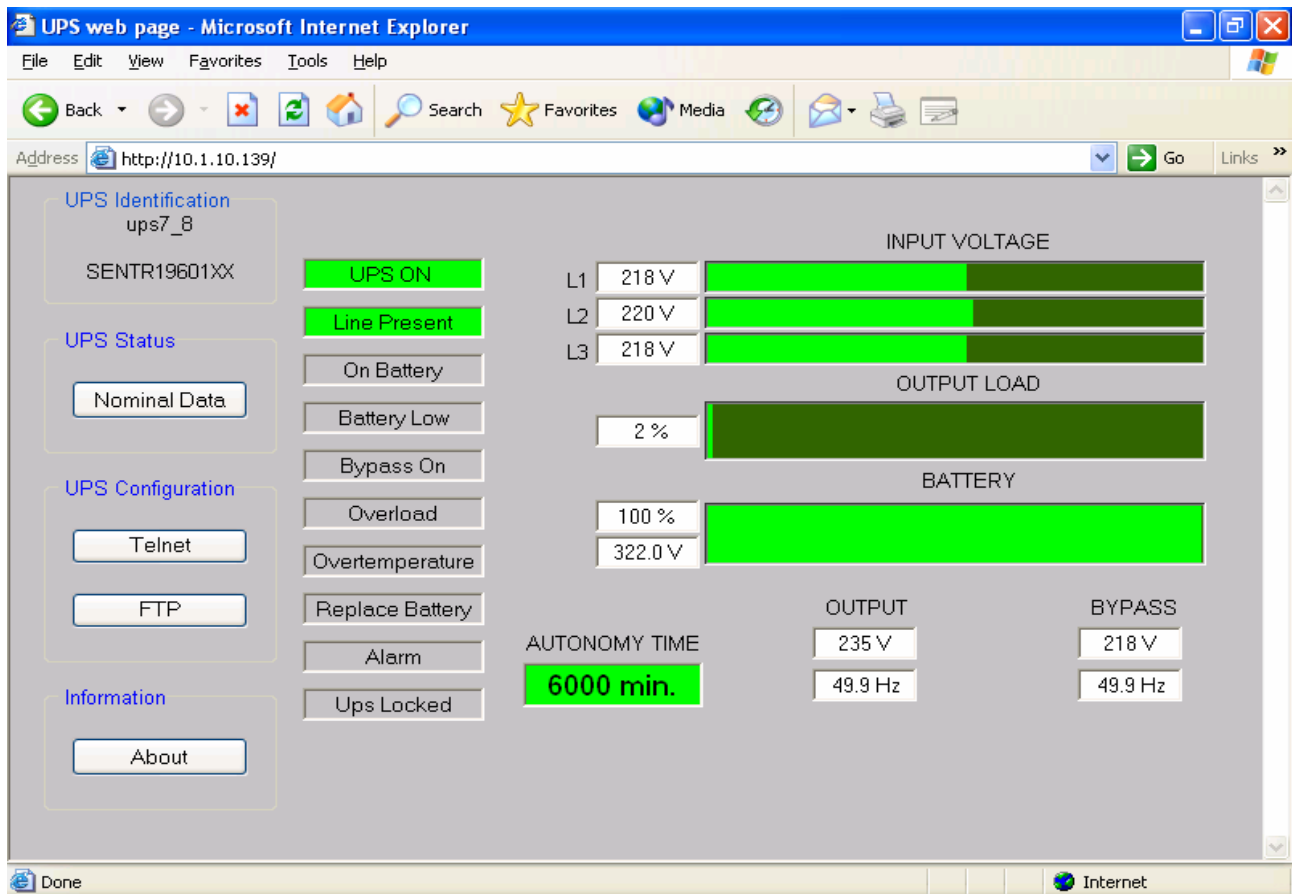 UPS web page - Microsoft Internet Explorer
File Edit View Favorites Tools Help
Back Search Favorites Media
Address http://10.1.10.139/ Go Links »
UPS Identification
ups7_8
SENTR19601XX
UPS Status
Nominal Data
UPS Configuration
Telnet
FTP
Information
About
UPS ON
Line Present
On Battery
Battery Low
Bypass On
Overload
Overtemperature
Replace Battery
Alarm
Ups Locked
INPUT VOLTAGE
L1 218 V
L2 220 V
L3 218 V
OUTPUT LOAD
2 %
BATTERY
100 %
322.0 V
AUTONOMY TIME
6000 min.
OUTPUT
235 V
49.9 Hz
BYPASS
218 V
49.9 Hz
Done Internet